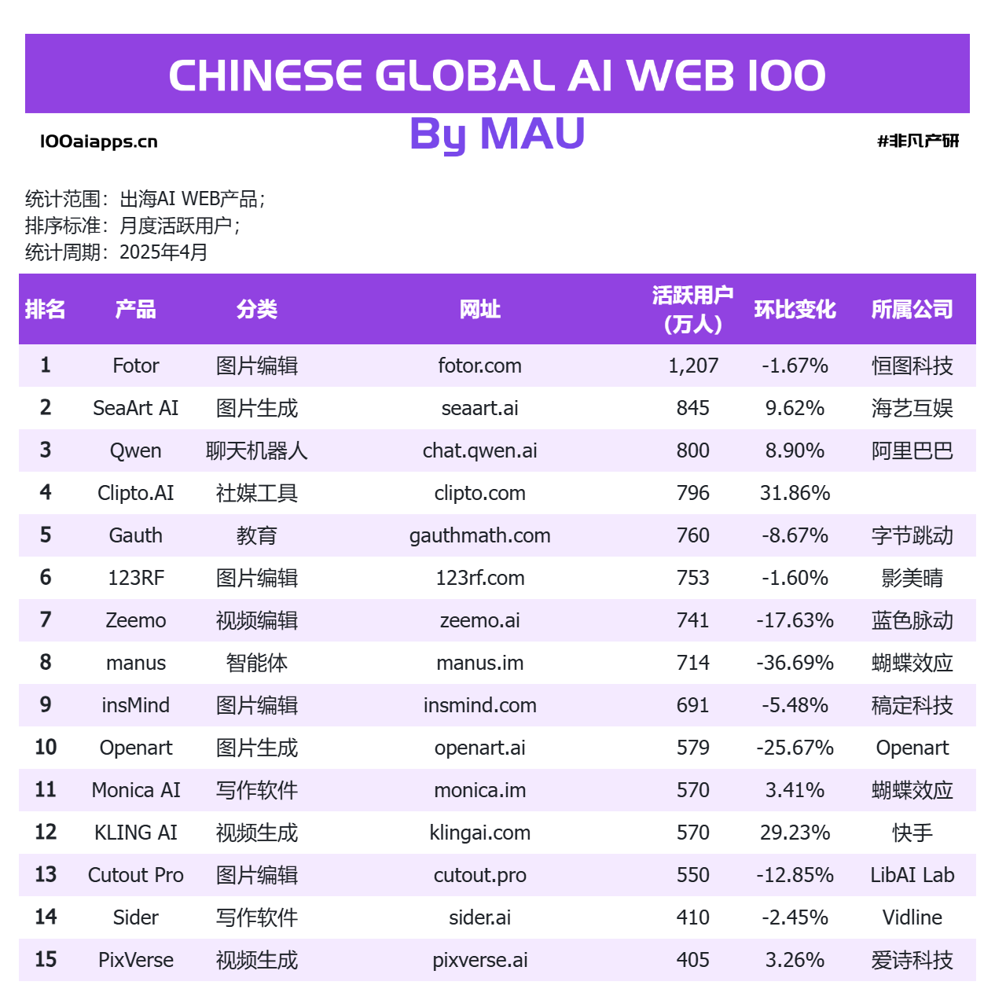 CHINESE GLOBAL AI WEB 100
By MAU
100aiapps.cn
#非凡产研
统计范围：出海AI WEB产品；
排序标准：月度活跃用户；
统计周期：2025年4月
排名 产品 分类 网址 活跃用户（万人） 环比变化 所属公司
1 Fotor 图片编辑 fotor.com 1,207 -1.67% 恒图科技
2 SeaArt AI 图片生成 seaart.ai 845 9.62% 海艺互娱
3 Qwen 聊天机器人 chat.qwen.ai 800 8.90% 阿里巴巴
4 Clipto.AI 社媒工具 clipto.com 796 31.86%
5 Gauth 教育 gauthmath.com 760 -8.67% 字节跳动
6 123RF 图片编辑 123rf.com 753 -1.60% 影美晴
7 Zeemo 视频编辑 zeemo.ai 741 -17.63% 蓝色脉动
8 manus 智能体 manus.im 714 -36.69% 蝴蝶效应
9 insMind 图片编辑 insmind.com 691 -5.48% 稿定科技
10 Openart 图片生成 openart.ai 579 -25.67% Openart
11 Monica AI 写作软件 monica.im 570 3.41% 蝴蝶效应
12 KLING AI 视频生成 klingai.com 570 29.23% 快手
13 Cutout Pro 图片编辑 cutout.pro 550 -12.85% LibAI Lab
14 Sider 写作软件 sider.ai 410 -2.45% Vidline
15 PixVerse 视频生成 pixverse.ai 405 3.26% 爱诗科技